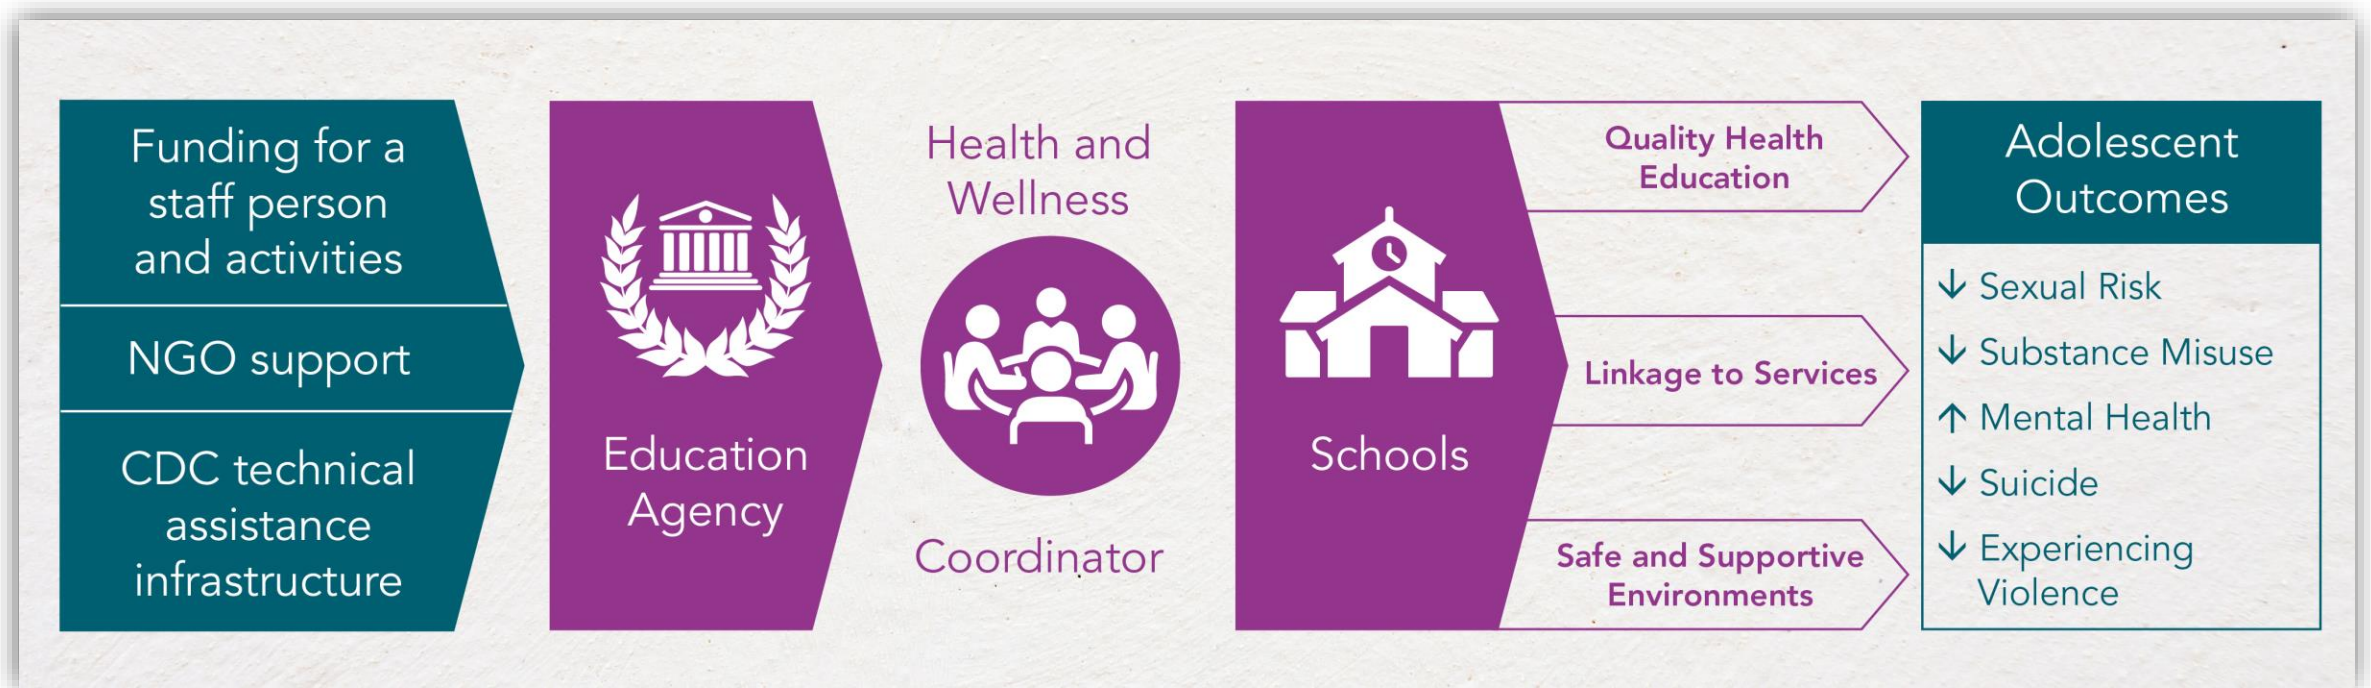 Funding for a
staff person
and activities
NGO support
CDC technical
assistance
infrastructure
Education
Agency
Health and
Wellness
Coordinator
Schools
Quality Health
Education
Linkage to Services
Safe and Supportive
Environments
Adolescent
Outcomes
↓ Sexual Risk
↓ Substance Misuse
↑ Mental Health
↓ Suicide
↓ Experiencing
Violence